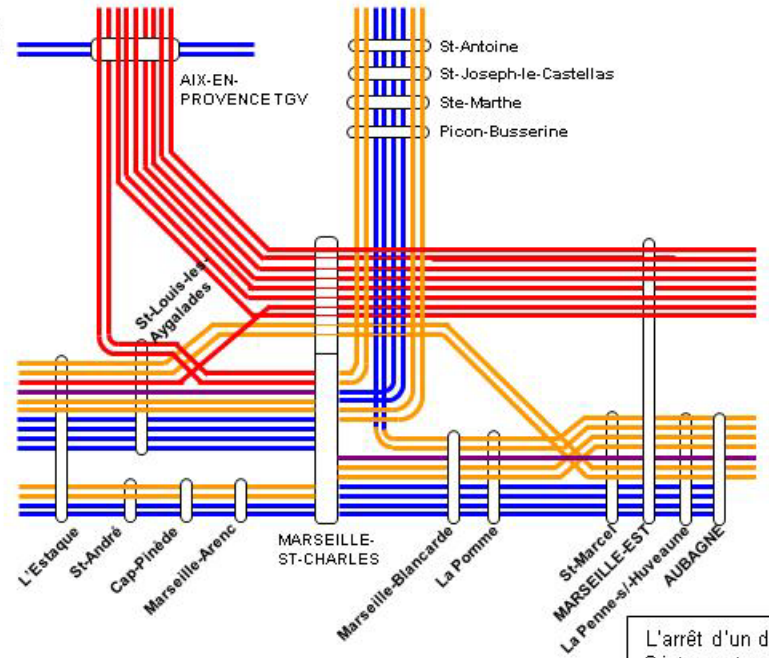 St-Antoine
St-Joseph-le-Castellas
Ste-Marthe
Picon-Busserine
AIX-EN-
PROVENCE TGV
St-Louis-les-
Aygalades
L'Estaque
St-André
Cap-Pinède
Marseille-Arenc
MARSEILLE-
ST-CHARLES
Marseille-Blancarde
La Pomme
St-Marcel
MARSEILLE-EST
La Penne-s/-Huveaune
AUBAGNE
L'arrêt d'un d